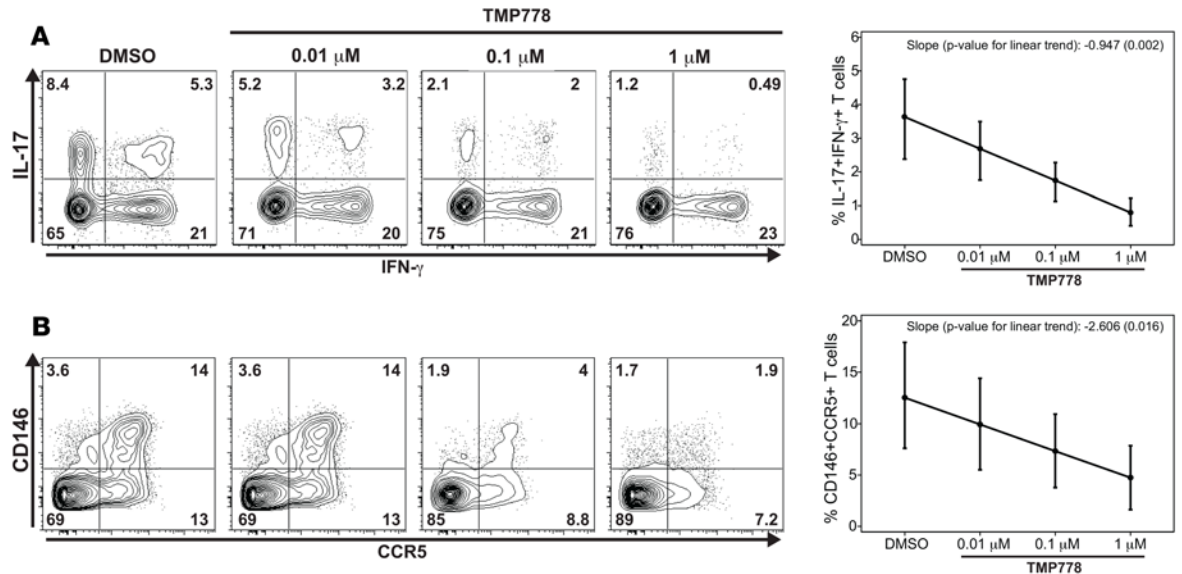 A
TMP778
DMSO
0.01 μM
0.1 μM
1 μM
8.4 5.3
5.2 3.2
2.1 2
1.2 0.49
65 21
71 20
75 21
76 23
IL-17
IFN-γ
Slope (p-value for linear trend): -0.947 (0.002)
% IL-17+IFN-γ+ T cells
6
5
4
3
2
1
0
DMSO 0.01 μM 0.1 μM 1 μM
TMP778
B
3.6 14
3.6 14
1.9 4
1.7 1.9
69 13
69 13
85 8.8
89 7.2
CD146
CCR5
Slope (p-value for linear trend): -2.606 (0.016)
% CD146+CCR5+ T cells
20
15
10
5
0
DMSO 0.01 μM 0.1 μM 1 μM
TMP778